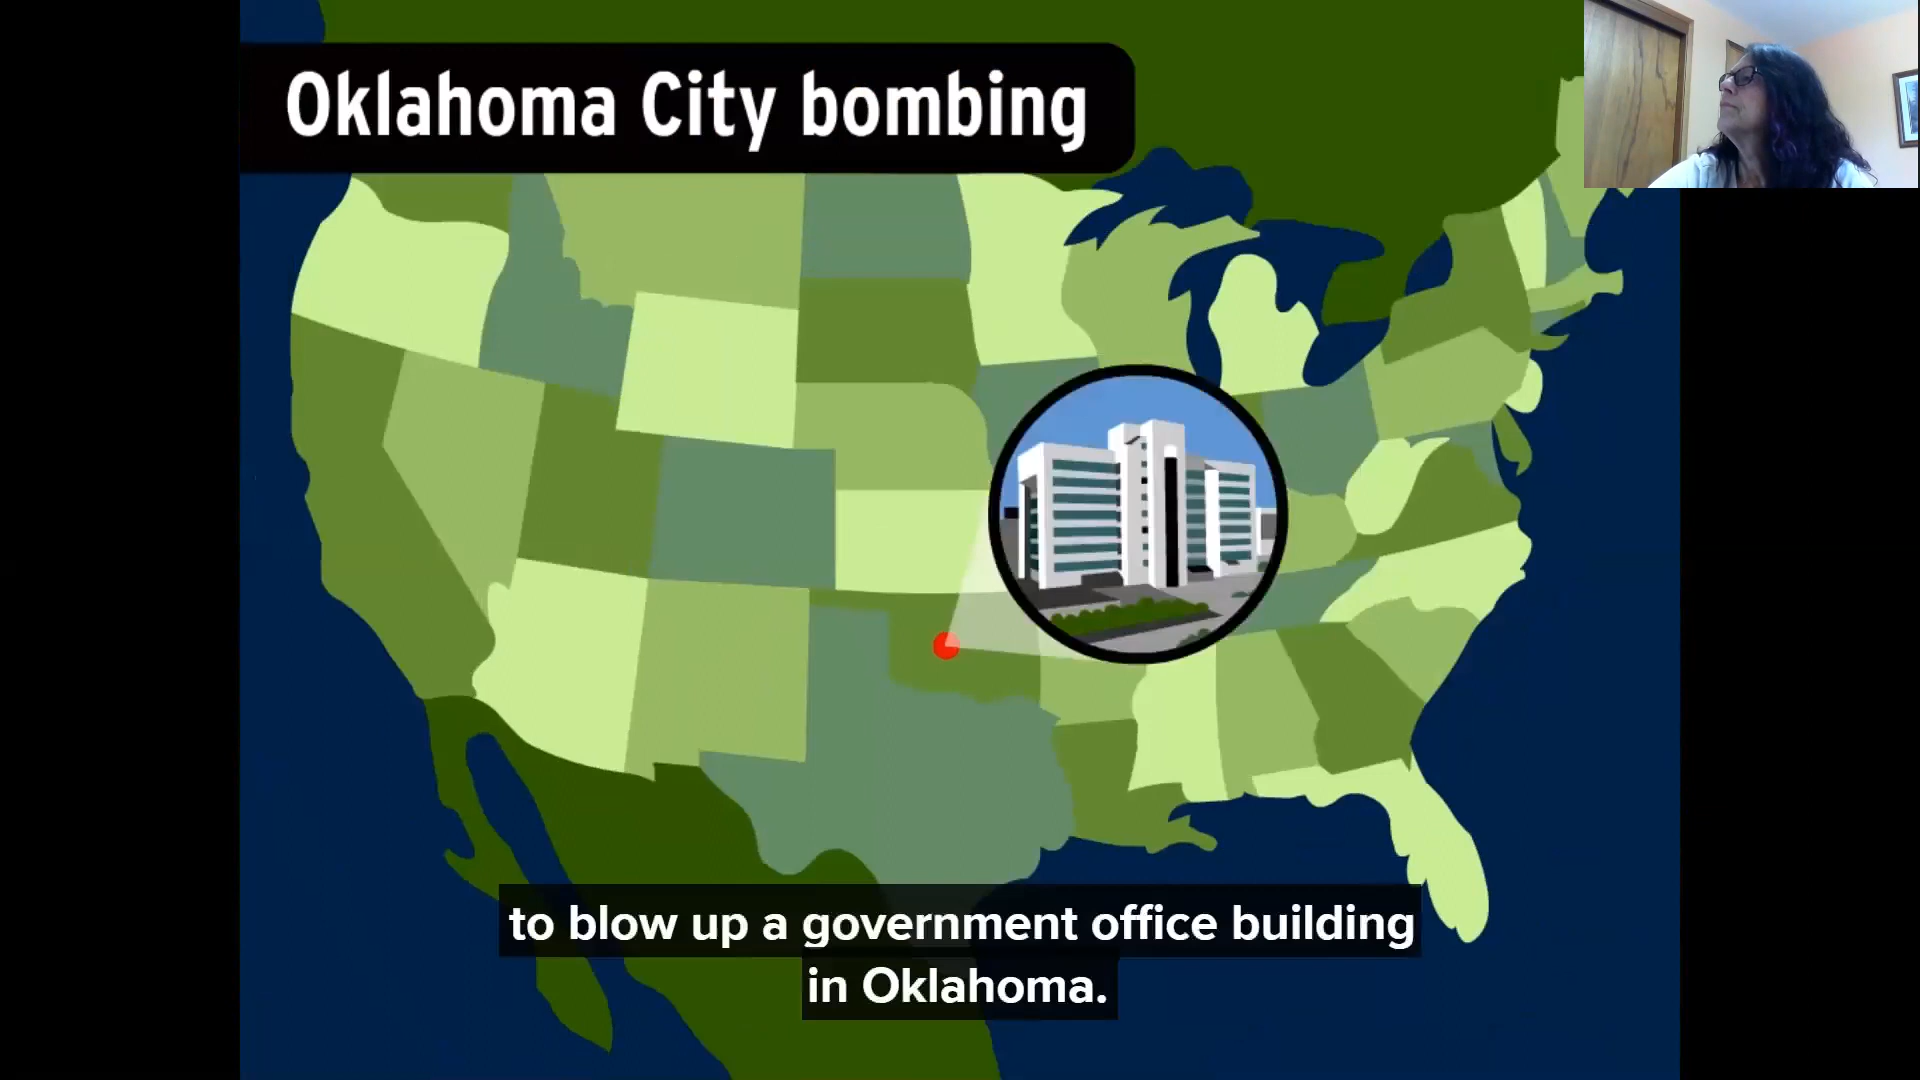 Oklahoma City bombing
to blow up a government office building
in Oklahoma.